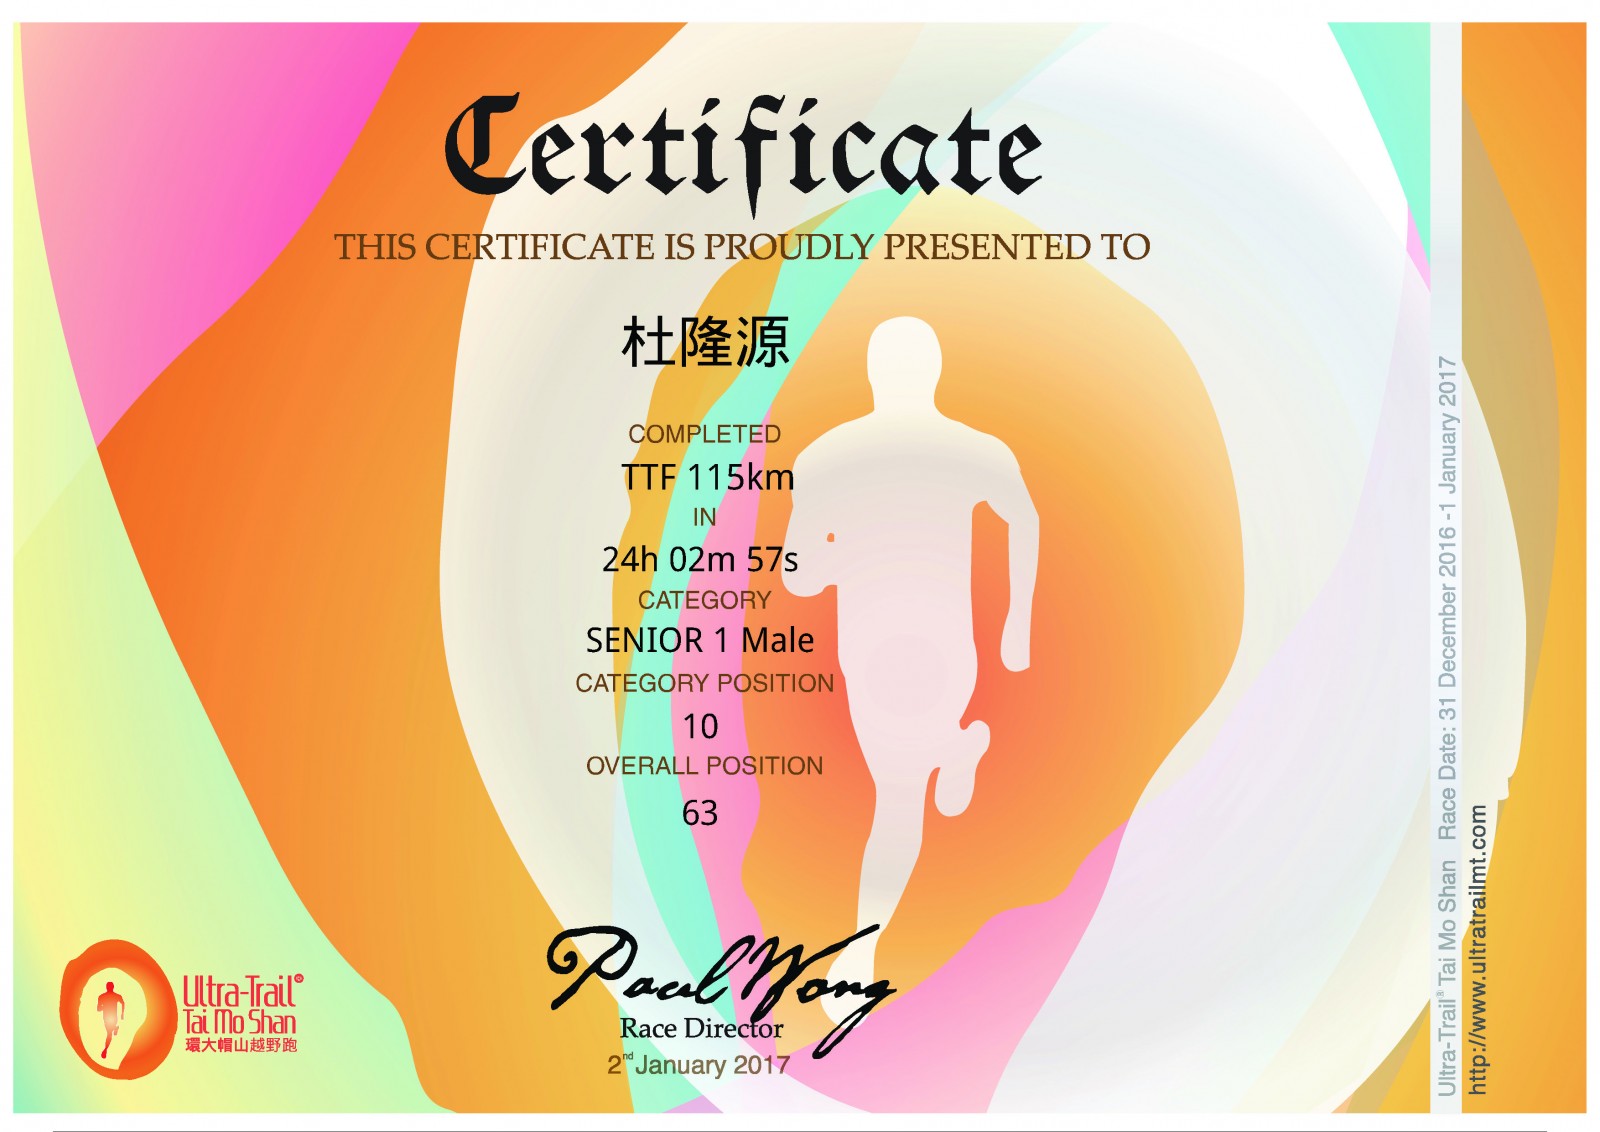 Certificate
THIS CERTIFICATE IS PROUDLY PRESENTED TO
杜隆源
COMPLETED
TTF 115km
IN
24h 02m 57s
CATEGORY
SENIOR 1 Male
CATEGORY POSITION
10
OVERALL POSITION
63
Paul Wong
Race Director
2nd January 2017
Ultra-Trail®
Tai Mo Shan
環大帽山越野跑
Ultra-Trail® Tai Mo Shan Race Date: 31 December 2016 -1 January 2017
http://www.ultratrailmt.com